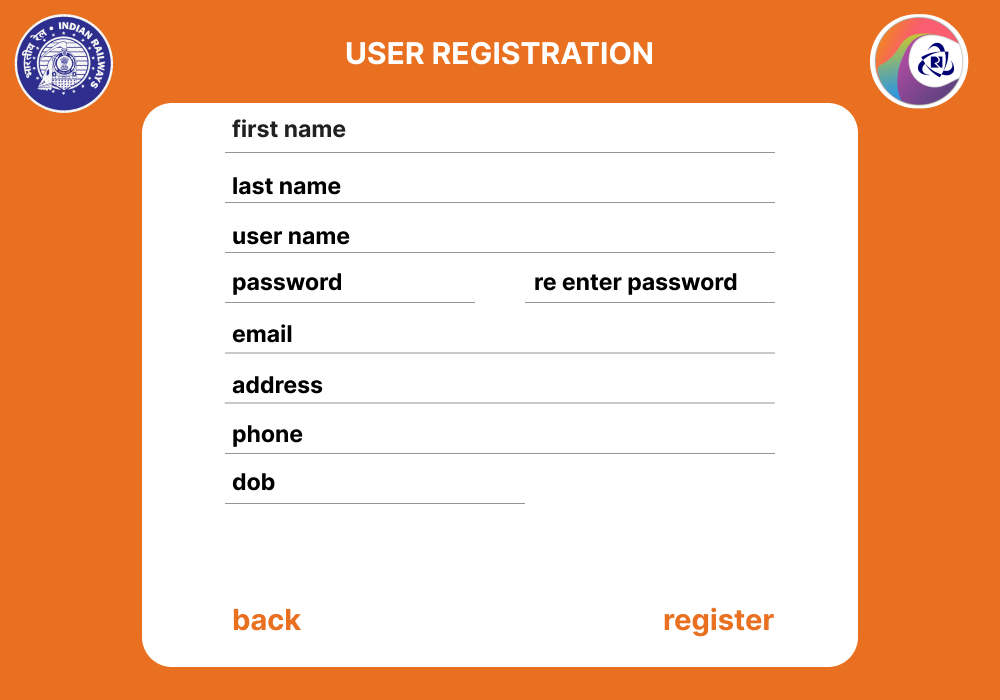 भारतीय रेल • INDIAN RAILWAYS
USER REGISTRATION
first name
last name
user name
password re enter password
email
address
phone
dob
back register